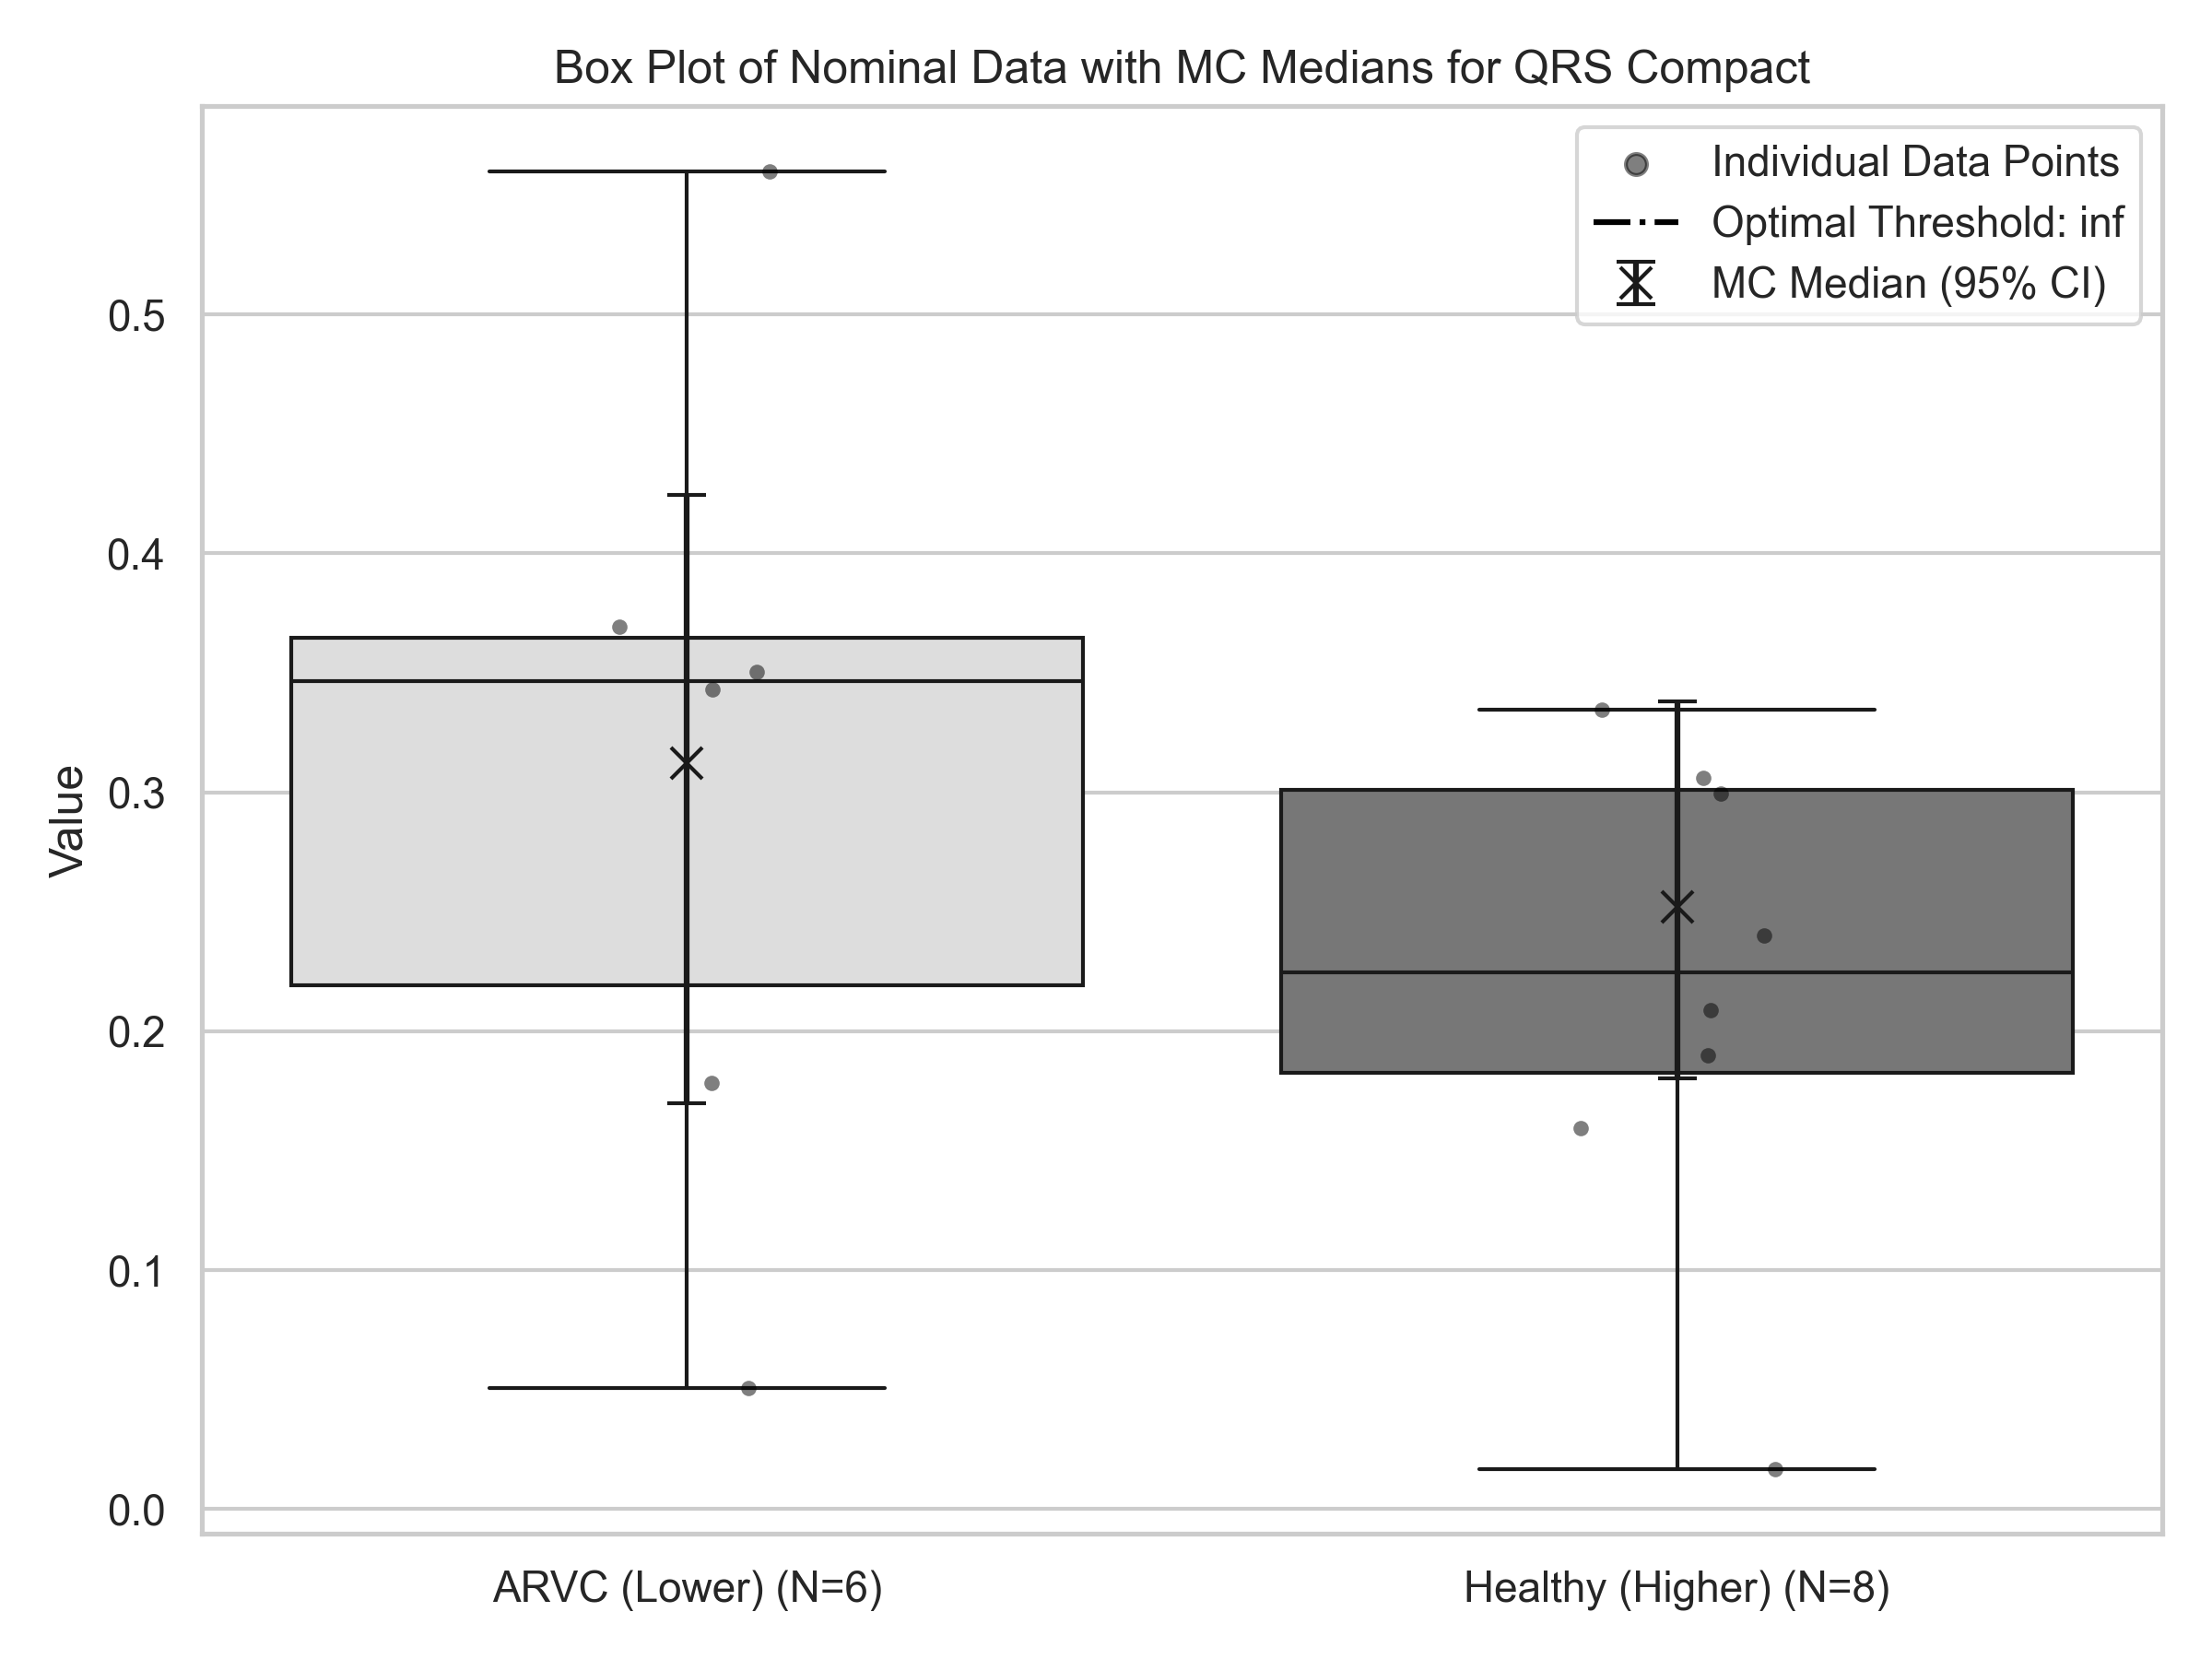 Box Plot of Nominal Data with MC Medians for QRS Compact
Individual Data Points
Optimal Threshold: inf
MC Median (95% CI)
0.5
0.4
0.3
0.2
0.1
0.0
Value
ARVC (Lower) (N=6)
Healthy (Higher) (N=8)